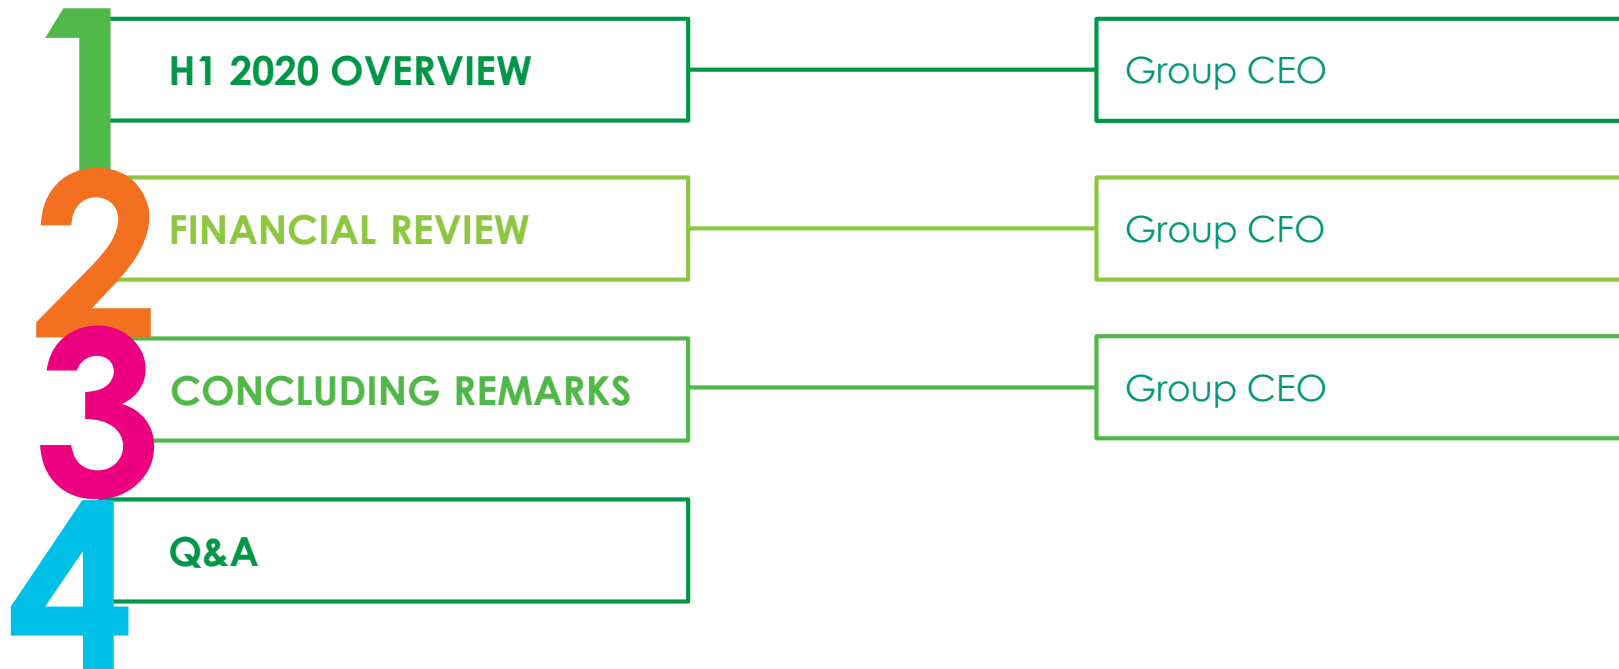 1
H1 2020 OVERVIEW
Group CEO
2
FINANCIAL REVIEW
Group CFO
3
CONCLUDING REMARKS
Group CEO
4
Q&A